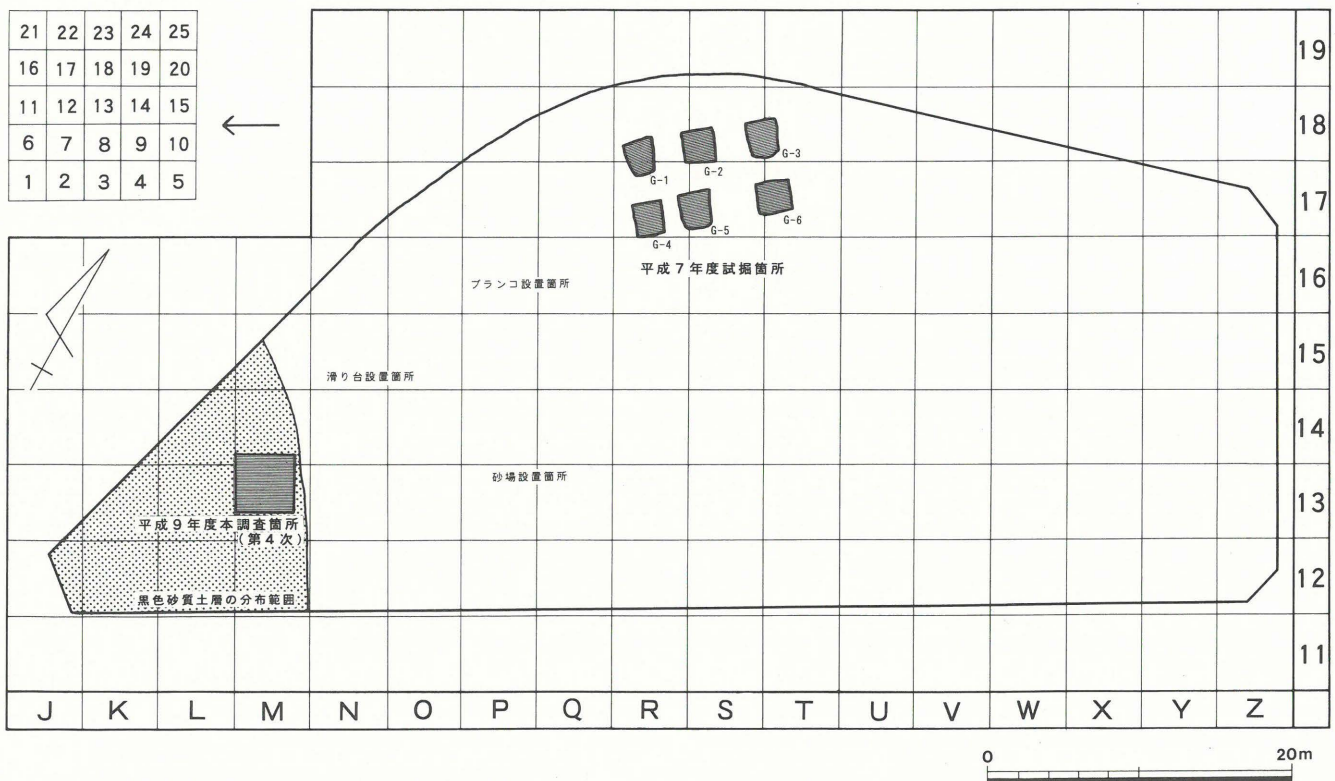 21 22 23 24 25
16 17 18 19 20
11 12 13 14 15
6 7 8 9 10
1 2 3 4 5
19
18
17
16
15
14
13
12
11
G-1
G-2
G-3
G-4
G-5
G-6
平成7年度試掘箇所
ブランコ設置箇所
滑り台設置箇所
砂場設置箇所
平成9年度本調査箇所
(第4次)
黒色砂質土層の分布範囲
J K L M N O P Q R S T U V W X Y Z
0 20m